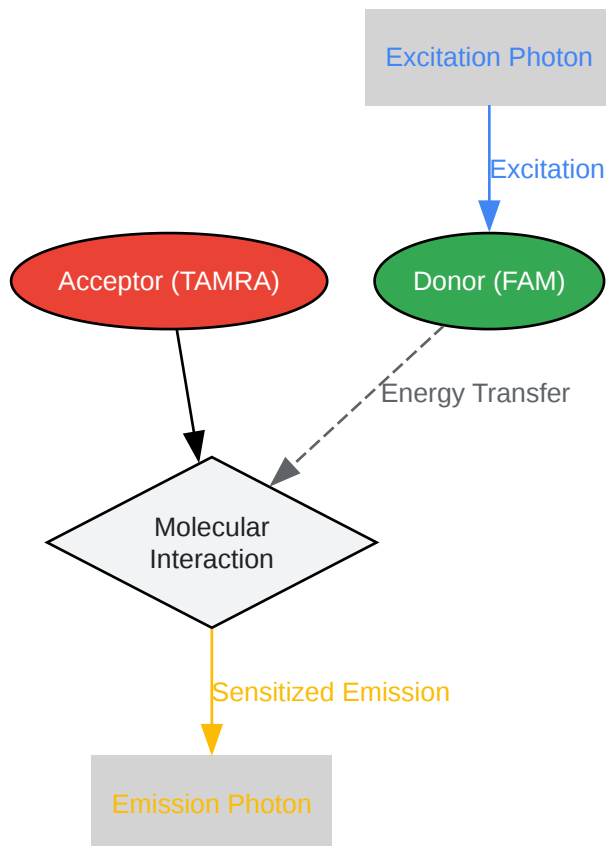 Excitation Photon
Excitation
Acceptor (TAMRA)
Donor (FAM)
Energy Transfer
Molecular
Interaction
Sensitized Emission
Emission Photon